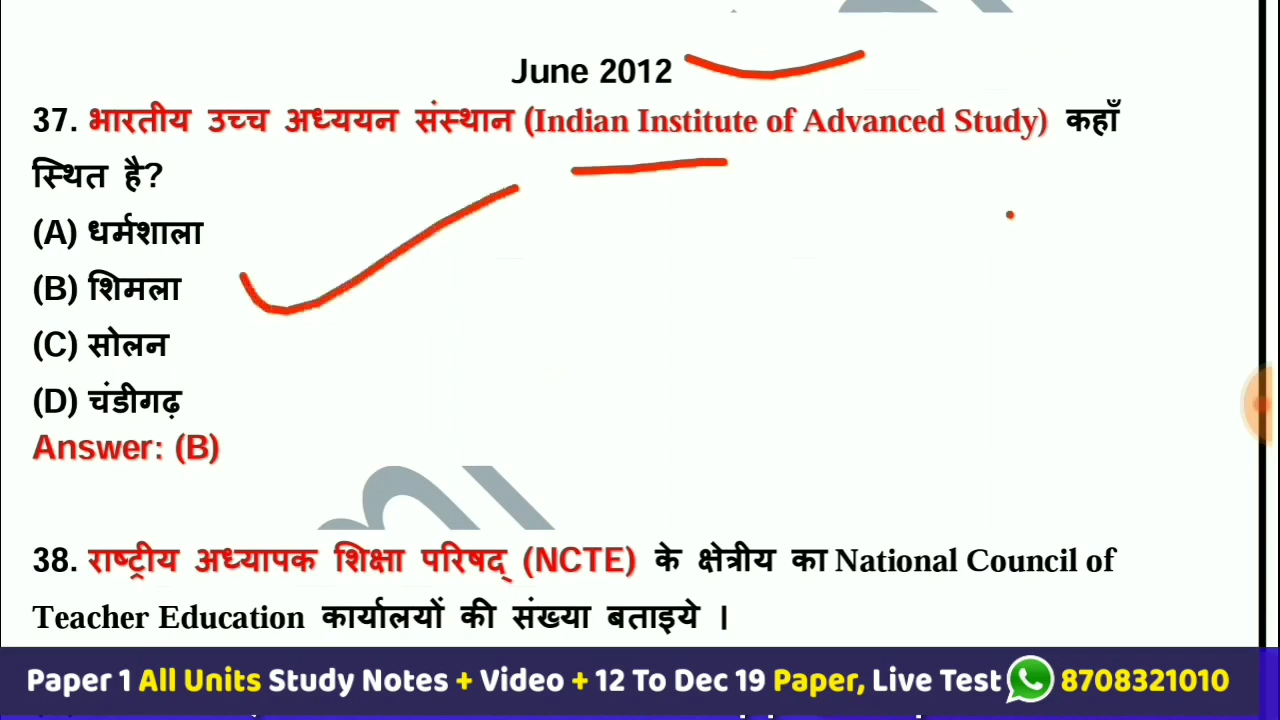 June 2012
37. भारतीय उच्च अध्ययन संस्थान (Indian Institute of Advanced Study) कहाँ
स्थित है?
(A) धर्मशाला
(B) शिमला
(C) सोलन
(D) चंडीगढ़
Answer: (B)
38. राष्ट्रीय अध्यापक शिक्षा परिषद् (NCTE) के क्षेत्रीय का National Council of
Teacher Education कार्यालयों की संख्या बताइये ।
Paper 1 All Units Study Notes + Video + 12 To Dec 19 Paper, Live Test 8708321010